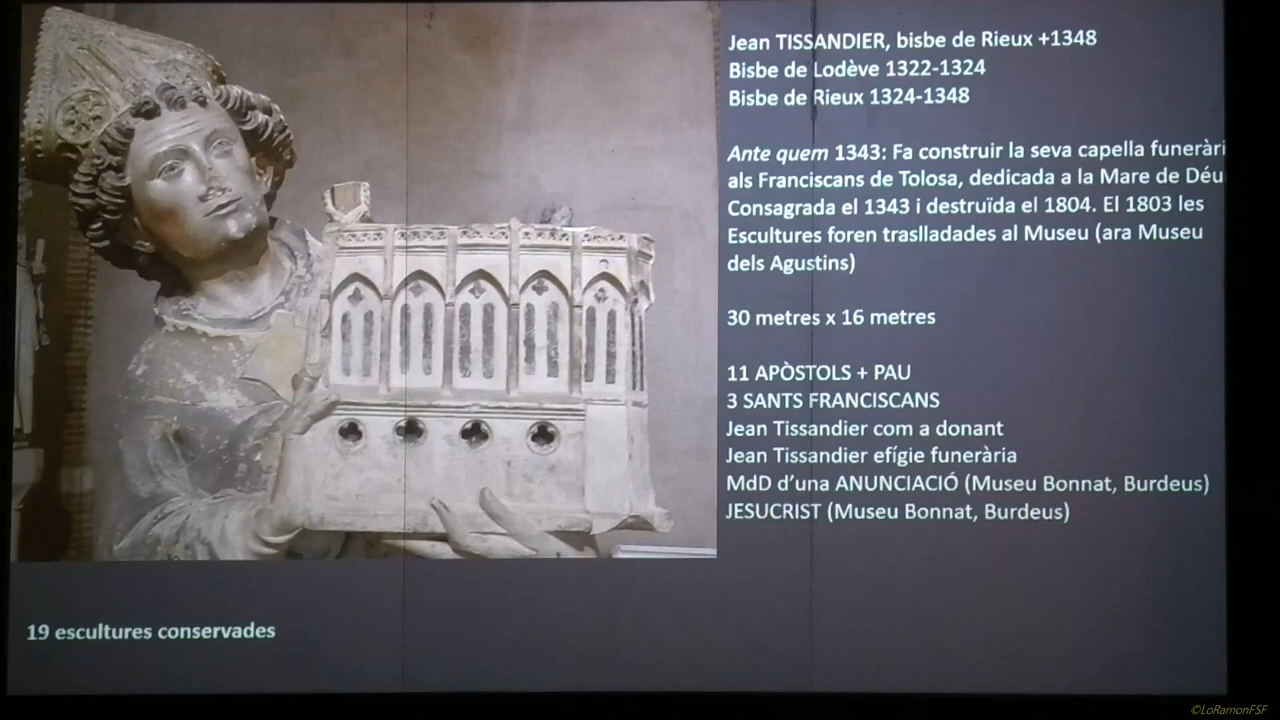 Jean TISSANDIER, bisbe de Rieux +1348
Bisbe de Lodève 1322-1324
Bisbe de Rieux 1324-1348
Ante quem 1343: Fa construir la seva capella funeràri
als Franciscans de Tolosa, dedicada a la Mare de Déu
Consagrada el 1343 i destruïda el 1804. El 1803 les
Escultures foren traslladades al Museu (ara Museu
dels Agustins)
30 metres x 16 metres
11 APÒSTOLS + PAU
3 SANTS FRANCISCANS
Jean Tissandier com a donant
Jean Tissandier efígie funerària
MdD d’una ANUNCIACIÓ (Museu Bonnat, Burdeus)
JESUCRIST (Museu Bonnat, Burdeus)
19 escultures conservades
©LoRamonFSF